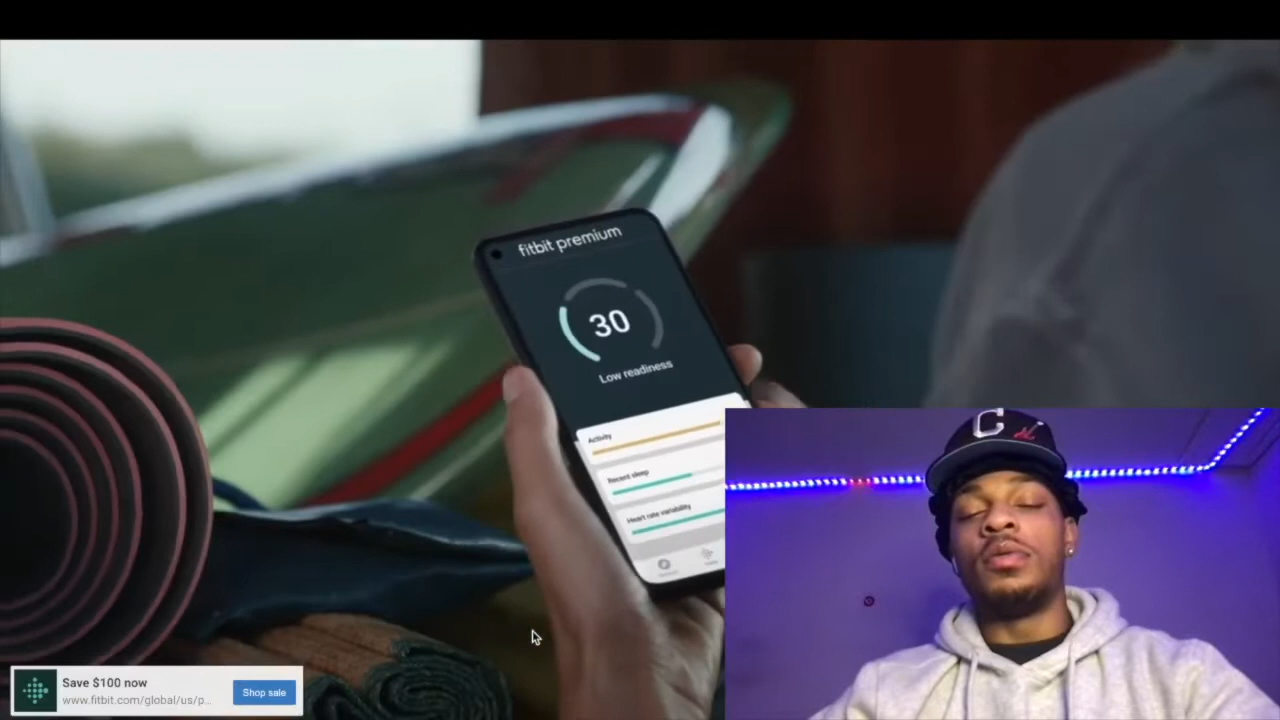 fitbit premium
30
Low readiness
Activity
Recent sleep
Heart rate variability
C
Save $100 now
www.fitbit.com/global/us/p...
Shop sale